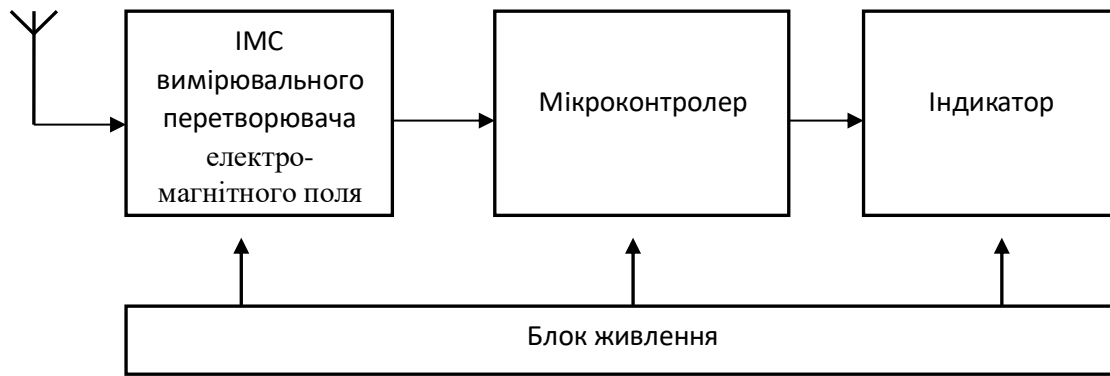 ІМС
вимірювального
перетворювача
електро-
магнітного поля
Мікроконтролер
Індикатор
Блок живлення